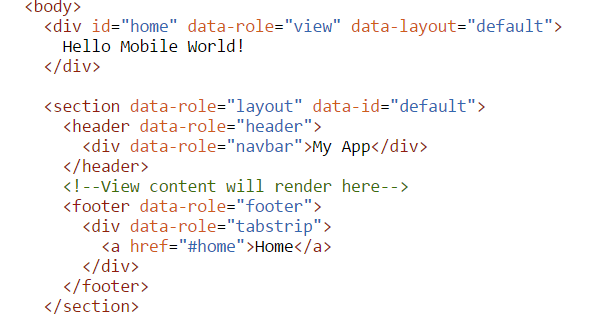 <body>
  <div id="home" data-role="view" data-layout="default">
    Hello Mobile World!
  </div>

  <section data-role="layout" data-id="default">
    <header data-role="header">
      <div data-role="navbar">My App</div>
    </header>
    <!--View content will render here-->
    <footer data-role="footer">
      <div data-role="tabstrip">
        <a href="#home">Home</a>
      </div>
    </footer>
  </section>